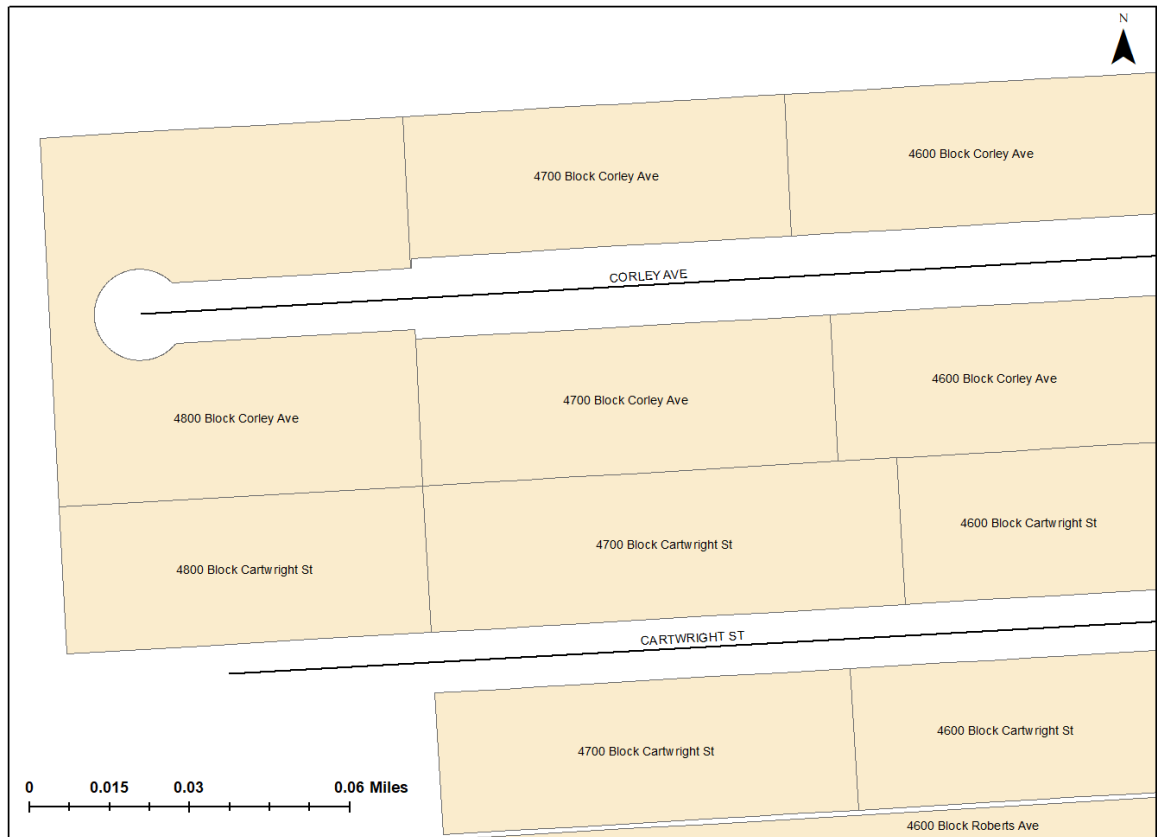 N
4600 Block Corley Ave
4700 Block Corley Ave
CORLEY AVE
4600 Block Corley Ave
4700 Block Corley Ave
4800 Block Corley Ave
4600 Block Cartwright St
4700 Block Cartwright St
4800 Block Cartwright St
CARTWRIGHT ST
4600 Block Cartwright St
4700 Block Cartwright St
0 0.015 0.03 0.06 Miles
4600 Block Roberts Ave